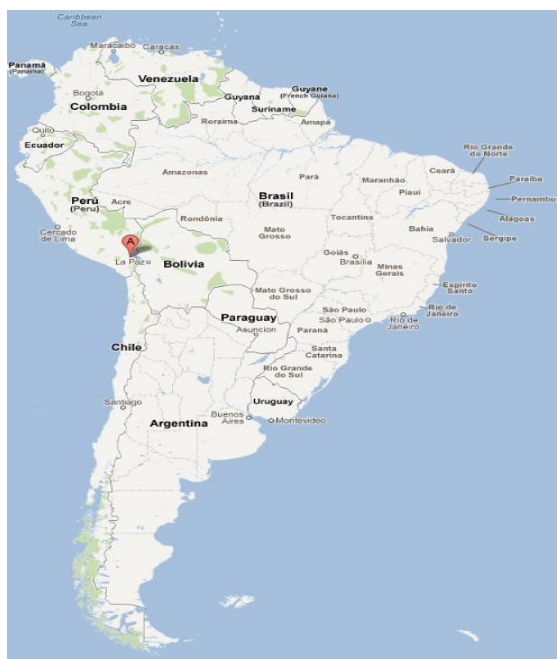 Caribbean
Sea
Maracaibo
Caracas
Panamá
(Panama)
Venezuela
Bogotá
Colombia
Guyana
Guyane
(French Guiana)
Suriname
Quito
Ecuador
Roraima
Amapá
Rio Grande
do Norte
Amazonas
Pará
Maranhão
Ceará
Paraíba
Piauí
Pernambu
Perú
(Peru)
Acre
Brasil
(Brazil)
Rondônia
Tocantins
Alagoas
Cercado
de Lima
Mato
Grosso
Bahia
Salvador
Sergipe
A
La Paz
Bolivia
Goiás
Brasília
Minas
Gerais
Mato Grosso
do Sul
Espírito
Santo
Paraguay
São Paulo
São Paulo
Rio de
Janeiro
Rio de
Janeiro
Asuncion
Paraná
Chile
Santa
Catarina
Rio Grande
do Sul
Santiago
Uruguay
Buenos
Aires
Montevideo
Argentina